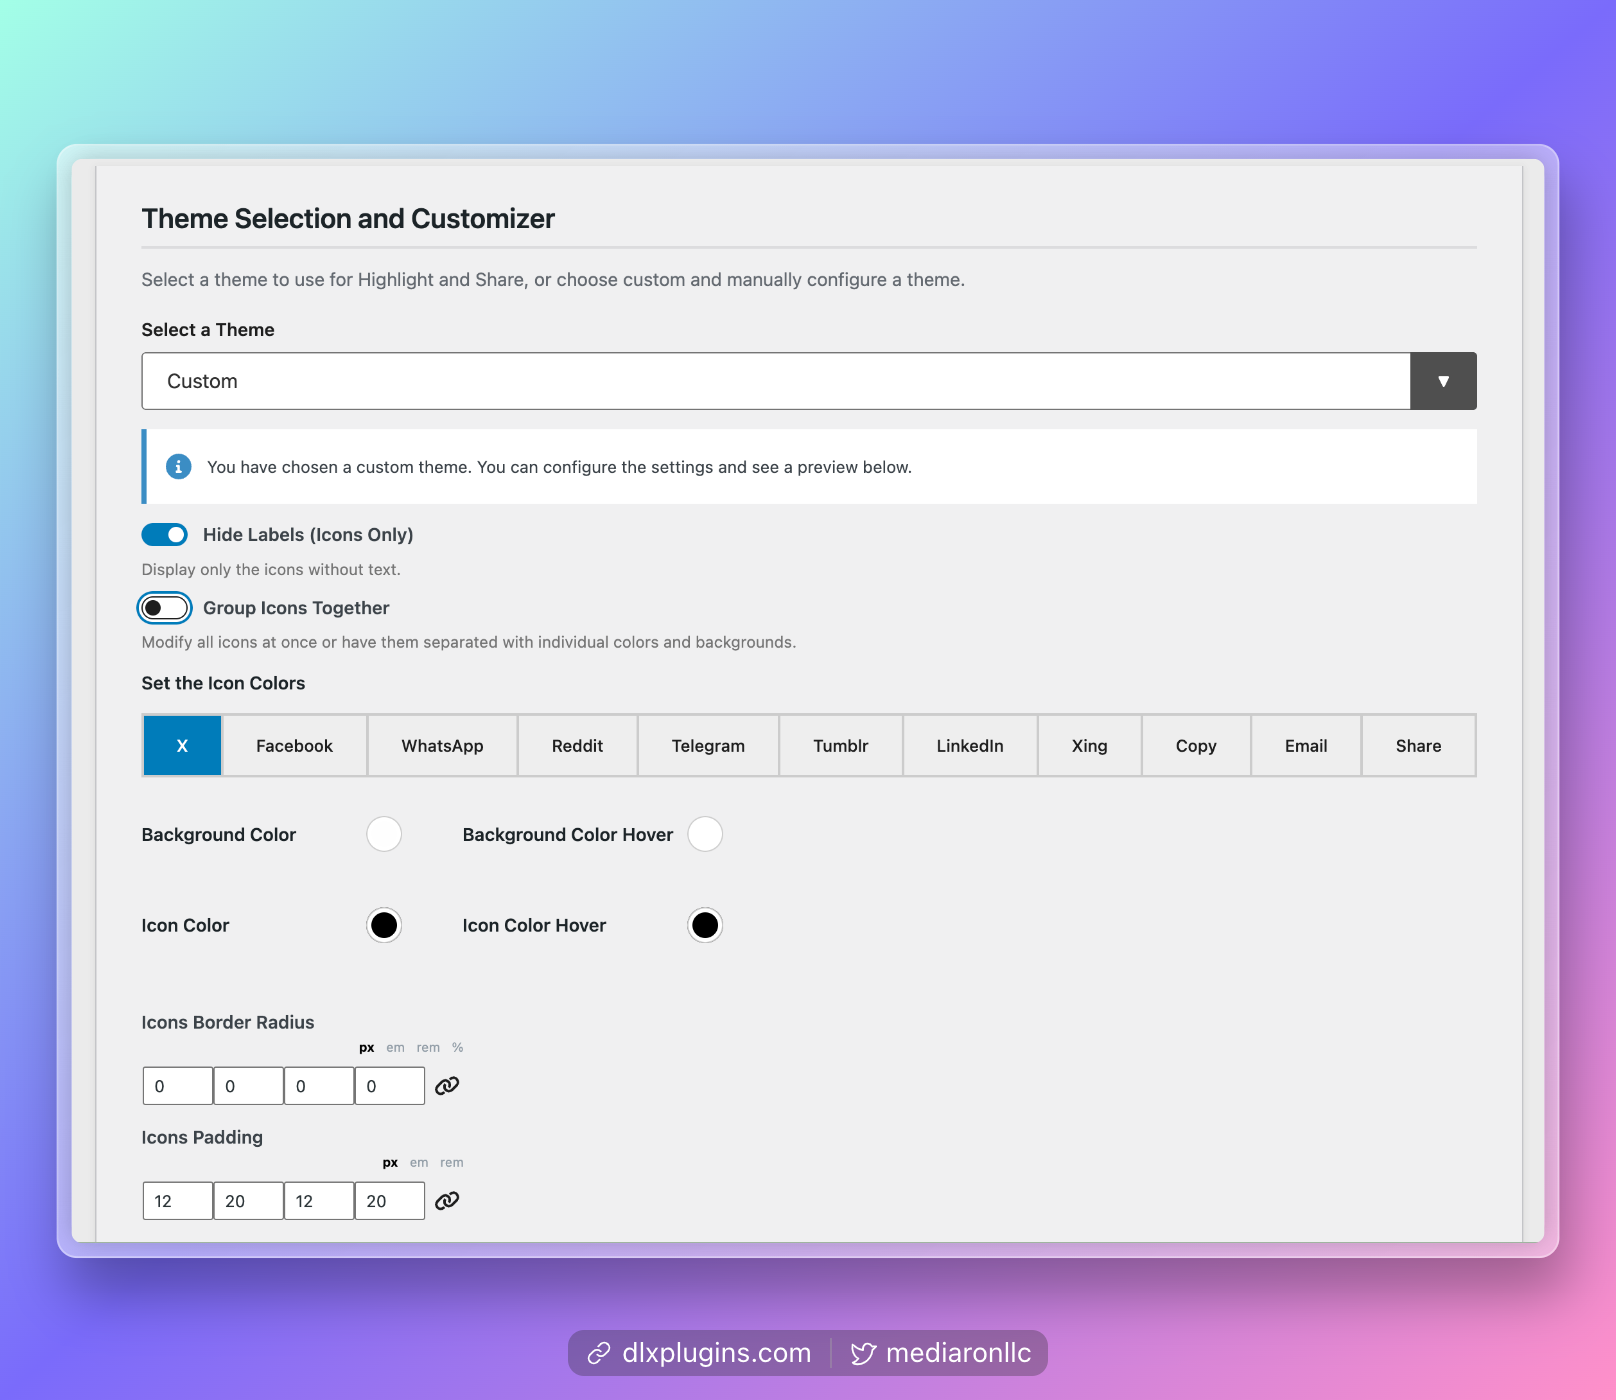 Theme Selection and Customizer
Select a theme to use for Highlight and Share, or choose custom and manually configure a theme.
Select a Theme
Custom
You have chosen a custom theme. You can configure the settings and see a preview below.
Hide Labels (Icons Only)
Display only the icons without text.
Group Icons Together
Modify all icons at once or have them separated with individual colors and backgrounds.
Set the Icon Colors
X Facebook WhatsApp Reddit Telegram Tumblr LinkedIn Xing Copy Email Share
Background Color Background Color Hover
Icon Color Icon Color Hover
Icons Border Radius
px em rem %
0 0 0 0
Icons Padding
px em rem
12 20 12 20
dlxplugins.com mediaronllc